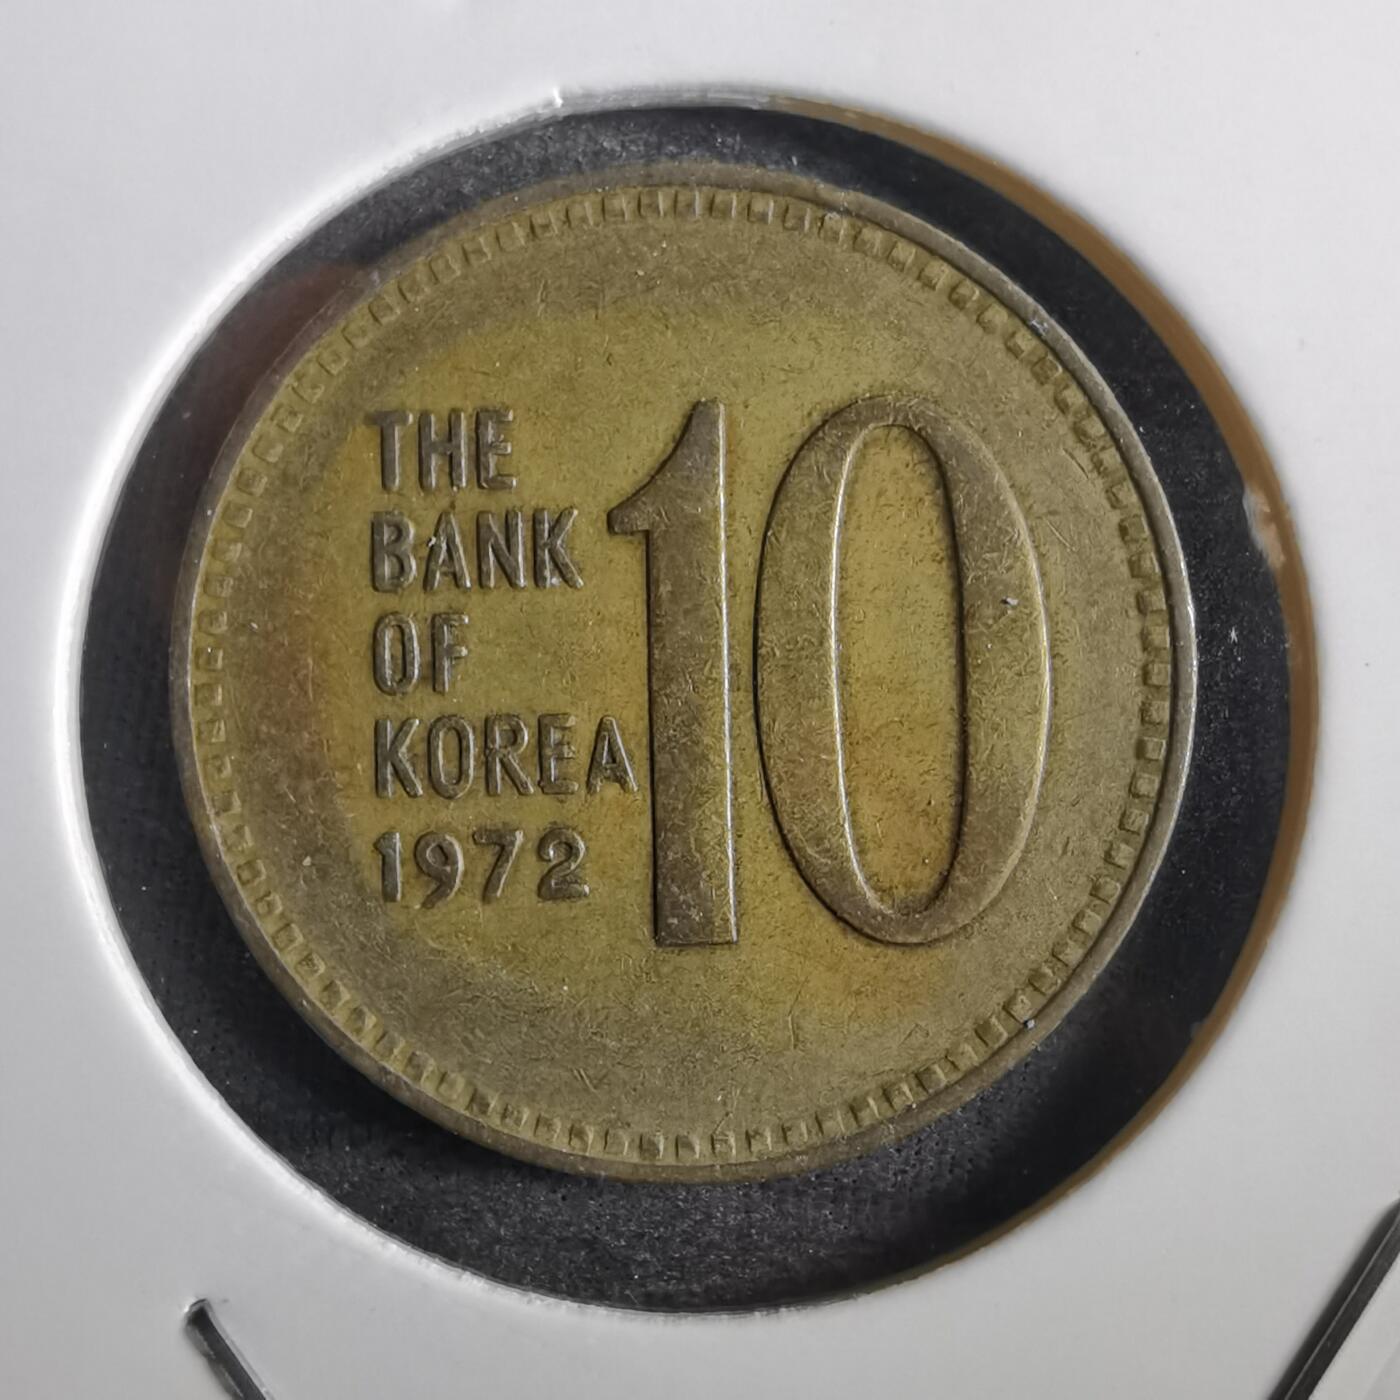 THE
BANK
OF
KOREA
1972
10